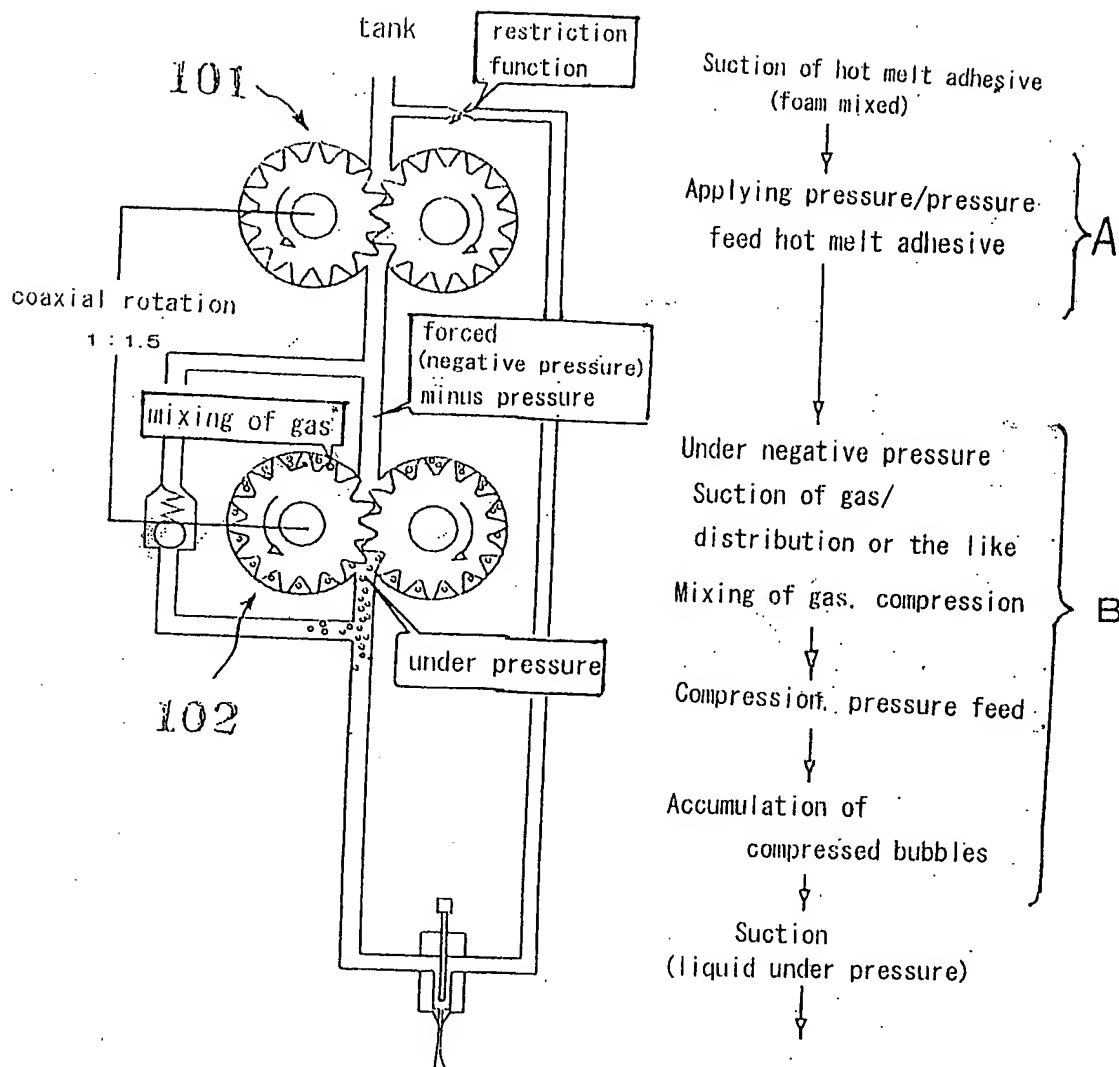 tank
restriction
function
101
coaxial rotation
1 : 1.5
forced
(negative pressure)
minus pressure
mixing of gas
under pressure
102
Suction of hot melt adhesive
(foam mixed)
Applying pressure/pressure
feed hot melt adhesive
A
Under negative pressure
Suction of gas/
distribution or the like
Mixing of gas. compression
Compression. pressure feed
Accumulation of
compressed bubbles
B
Suction
(liquid under pressure)